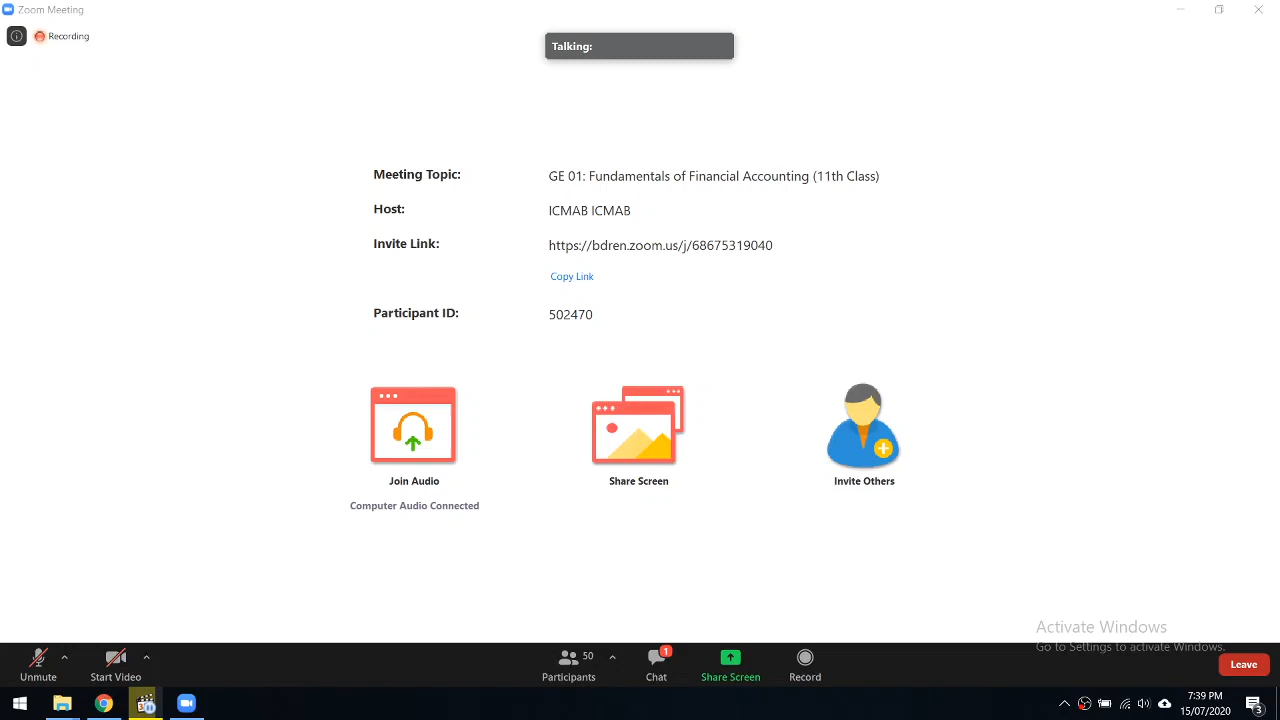 Zoom Meeting
Recording
Talking:
Meeting Topic: GE 01: Fundamentals of Financial Accounting (11th Class)
Host: ICMAB ICMAB
Invite Link: https://bdren.zoom.us/j/68675319040
Copy Link
Participant ID: 502470
Join Audio
Share Screen
Invite Others
Computer Audio Connected
Activate Windows
Go to Settings to activate Windows.
Unmute
Start Video
50
Participants
1
Chat
Share Screen
Record
Leave
7:39 PM
15/07/2020
3